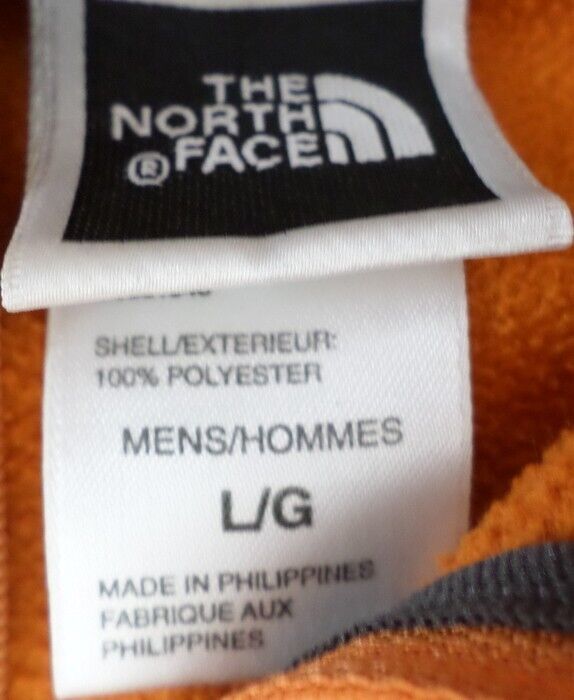 THE
NORTH
® FACE
SHELL/EXTERIEUR:
100% POLYESTER
MENS/HOMMES
L/G
MADE IN PHILIPPINES
FABRIQUE AUX
PHILIPPINES